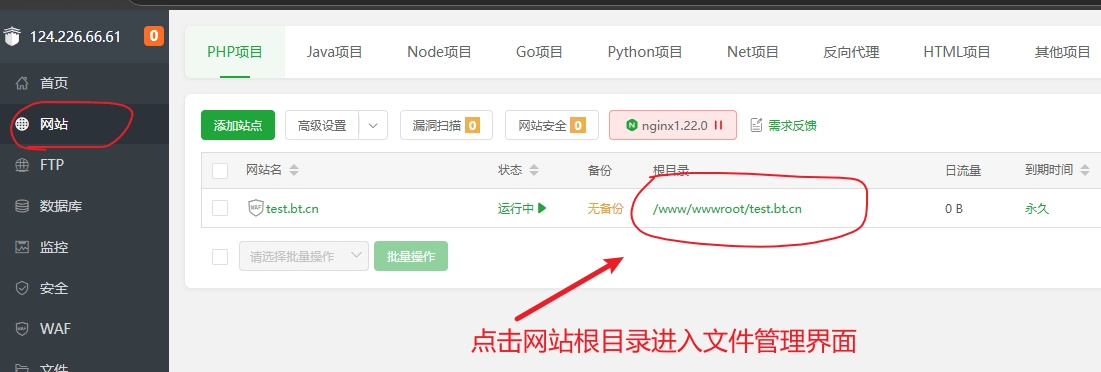 124.226.66.61 0
首页
网站
FTP
数据库
监控
安全
WAF
文件
PHP项目 Java项目 Node项目 Go项目 Python项目 Net项目 反向代理 HTML项目 其他项目
添加站点 高级设置 漏洞扫描 0 网站安全 0 nginx1.22.0 需求反馈
网站名 状态 备份 根目录 日流量 到期时间
WAF test.bt.cn 运行中 无备份 /www/wwwroot/test.bt.cn 0 B 永久
请选择批量操作 批量操作
点击网站根目录进入文件管理界面